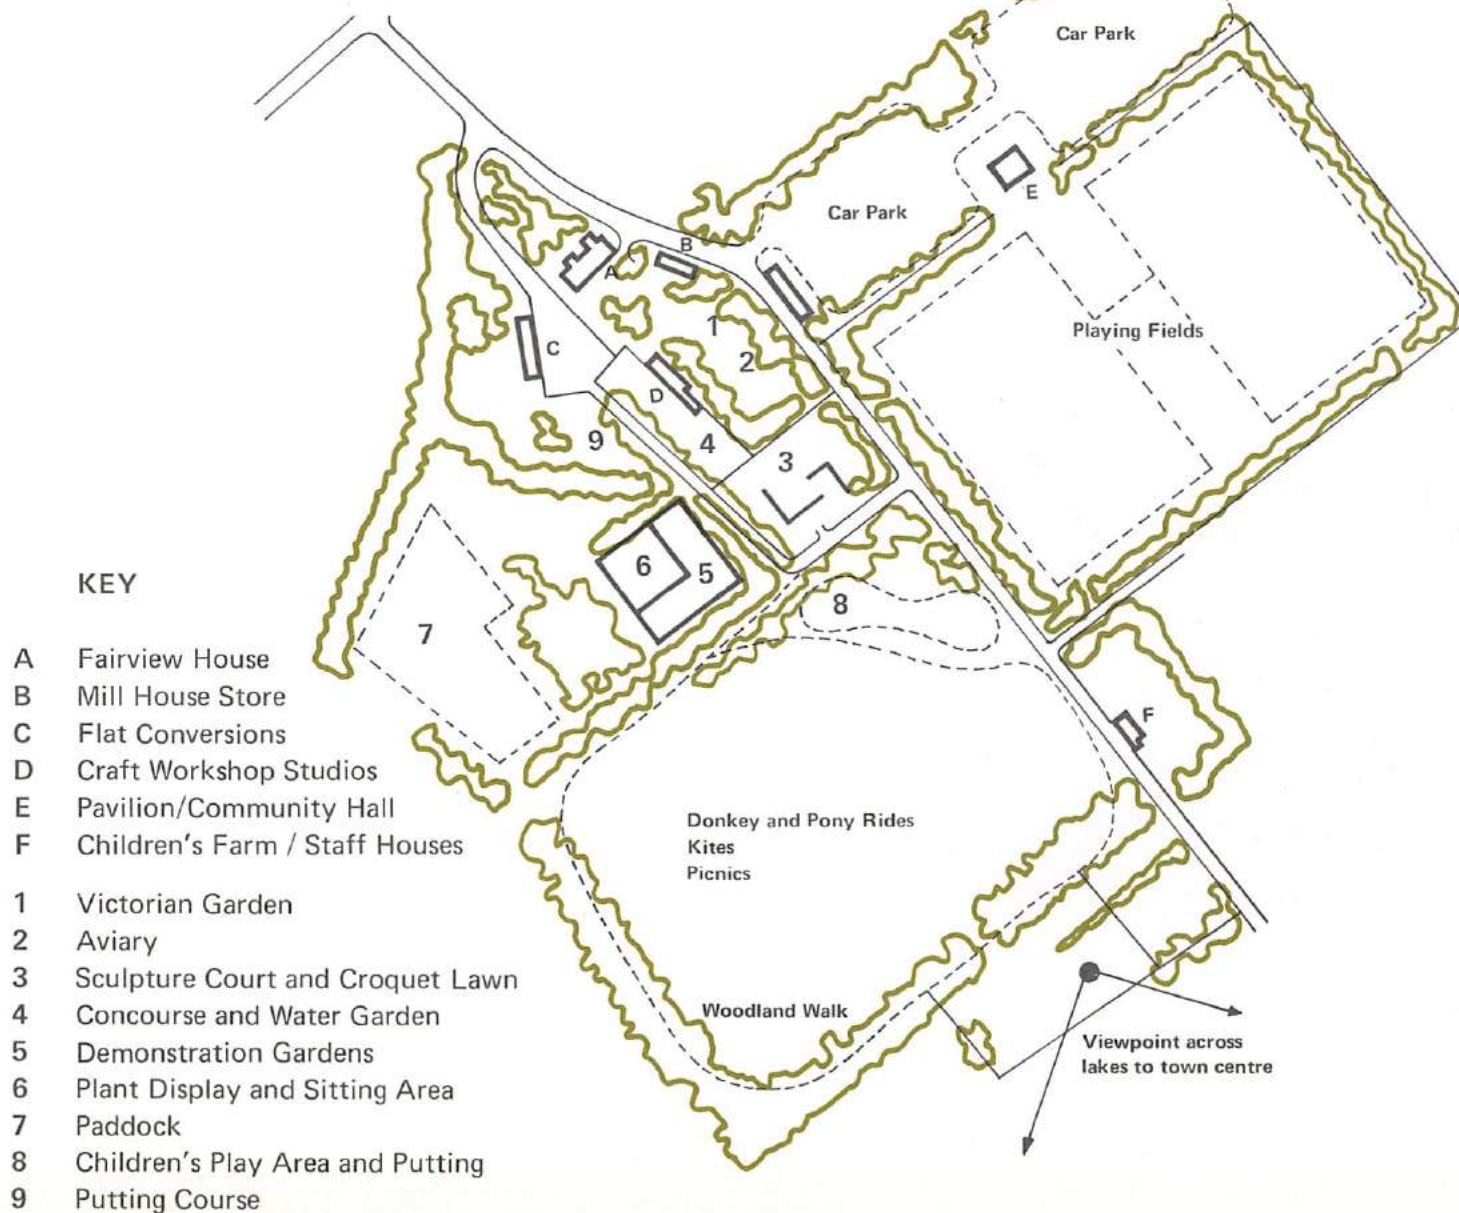 Car Park
Car Park
E
B
A
Playing Fields
1
2
C
D
9
4
3
6
5
8
7
F
Donkey and Pony Rides
Kites
Picnics
Woodland Walk
Viewpoint across
lakes to town centre
KEY
A Fairview House
B Mill House Store
C Flat Conversions
D Craft Workshop Studios
E Pavilion/Community Hall
F Children's Farm / Staff Houses
1 Victorian Garden
2 Aviary
3 Sculpture Court and Croquet Lawn
4 Concourse and Water Garden
5 Demonstration Gardens
6 Plant Display and Sitting Area
7 Paddock
8 Children's Play Area and Putting
9 Putting Course